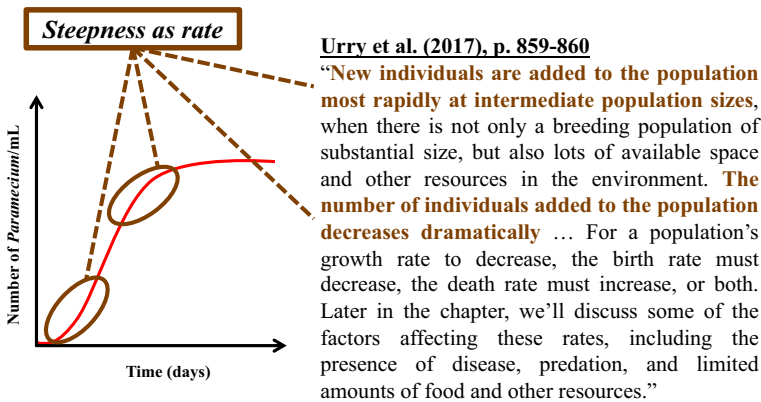 Steepness as rate
Number of Paramecium/mL
Time (days)
Urry et al. (2017), p. 859-860
“New individuals are added to the population
most rapidly at intermediate population sizes,
when there is not only a breeding population of
substantial size, but also lots of available space
and other resources in the environment. The
number of individuals added to the population
decreases dramatically … For a population’s
growth rate to decrease, the birth rate must
decrease, the death rate must increase, or both.
Later in the chapter, we’ll discuss some of the
factors affecting these rates, including the
presence of disease, predation, and limited
amounts of food and other resources.”